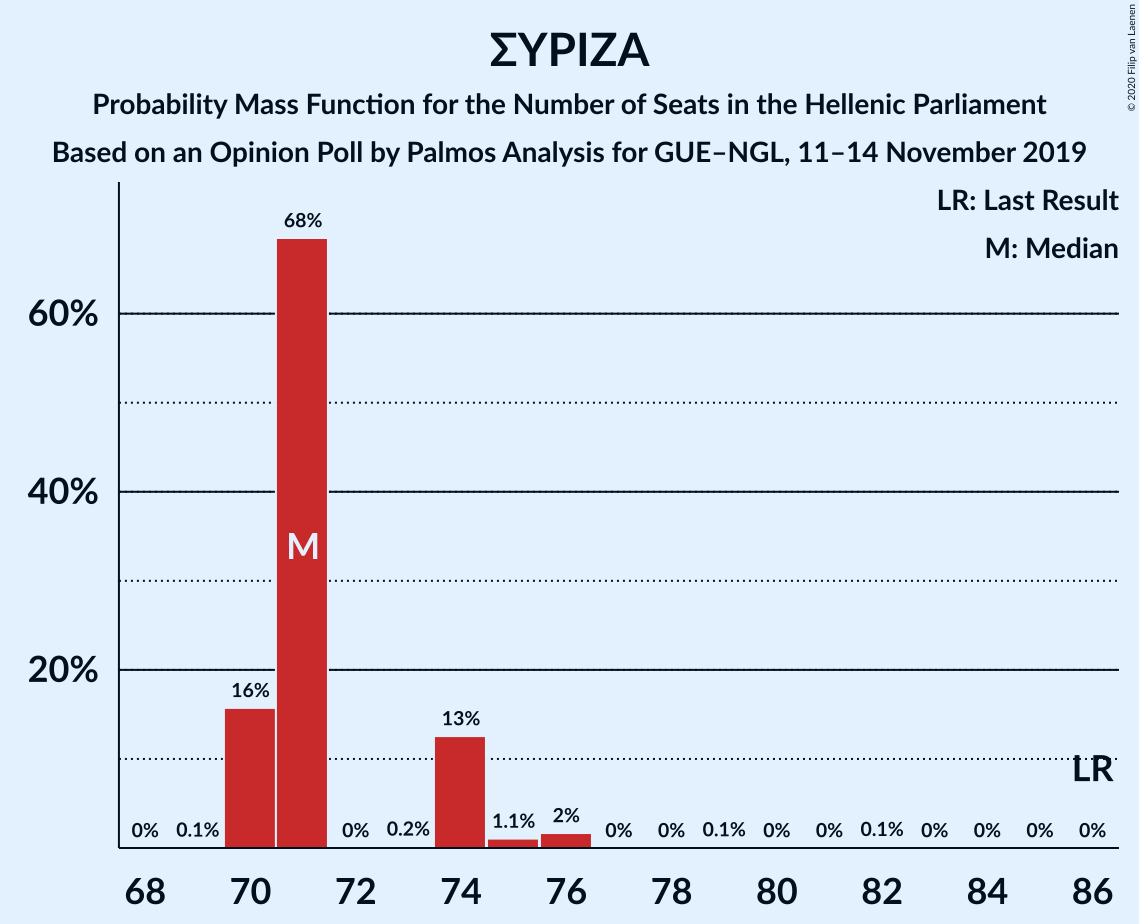 ΣΥΡΙΖΑ
Probability Mass Function for the Number of Seats in the Hellenic Parliament
Based on an Opinion Poll by Palmos Analysis for GUE–NGL, 11–14 November 2019
© 2020 Filip van Laenen
LR: Last Result
M: Median
60%
40%
20%
0%
0.1%
16%
68%
M
0%
0.2%
13%
1.1%
2%
0%
0%
0.1%
0%
0%
0.1%
0%
0%
0%
0%
LR
68 70 72 74 76 78 80 82 84 86